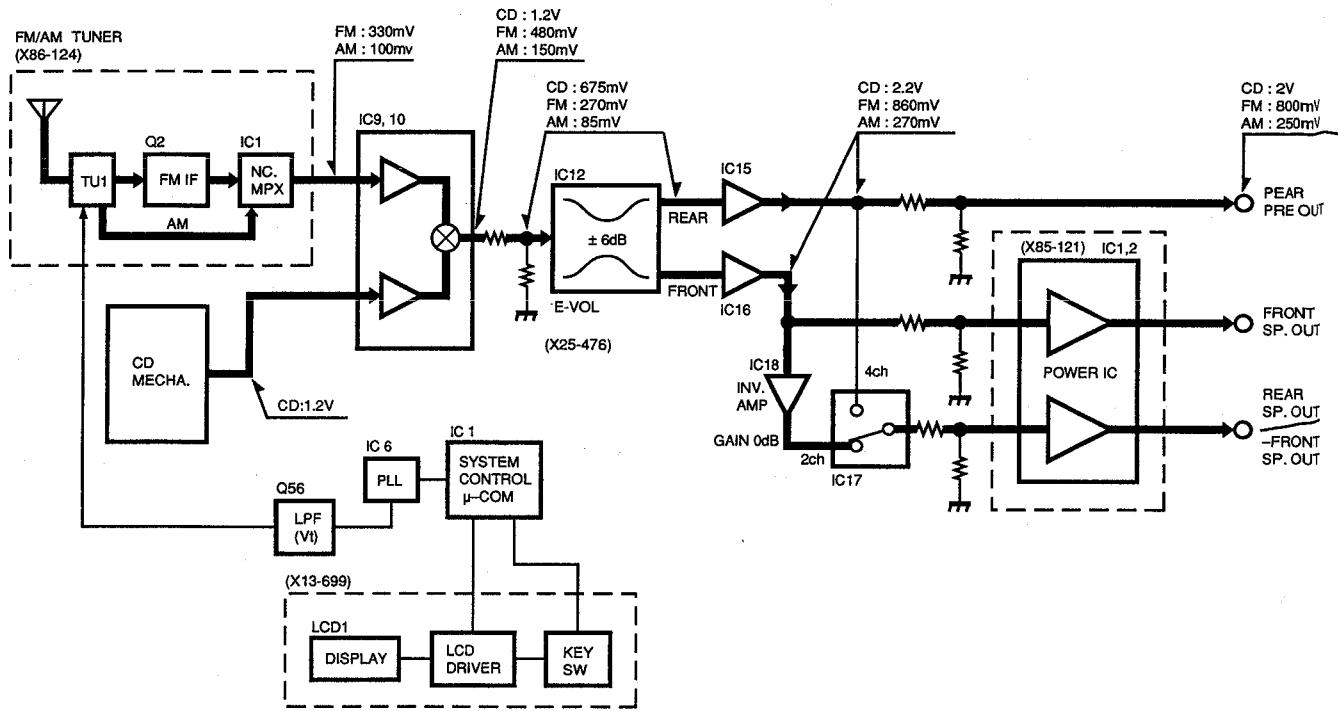 FM/AM TUNER
(X86-124)
TU1
Q2
FM IF
IC1
NC.
MPX
AM
FM : 330mV
AM : 100mv
CD : 1.2V
FM : 480mV
AM : 150mV
IC9, 10
CD : 675mV
FM : 270mV
AM : 85mV
IC12
± 6dB
E-VOL
(X25-476)
REAR
FRONT
IC15
IC16
CD : 2.2V
FM : 860mV
AM : 270mV
CD : 2V
FM : 800mV
AM : 250mV
PEAR
PRE OUT
(X85-121) IC1,2
POWER IC
FRONT
SP. OUT
REAR
SP. OUT
–FRONT
SP. OUT
IC18
INV.
AMP
GAIN 0dB
4ch
2ch
IC17
CD
MECHA.
CD:1.2V
IC 1
SYSTEM
CONTROL
µ–COM
IC 6
PLL
Q56
LPF
(Vt)
(X13-699)
LCD1
DISPLAY
LCD
DRIVER
KEY
SW